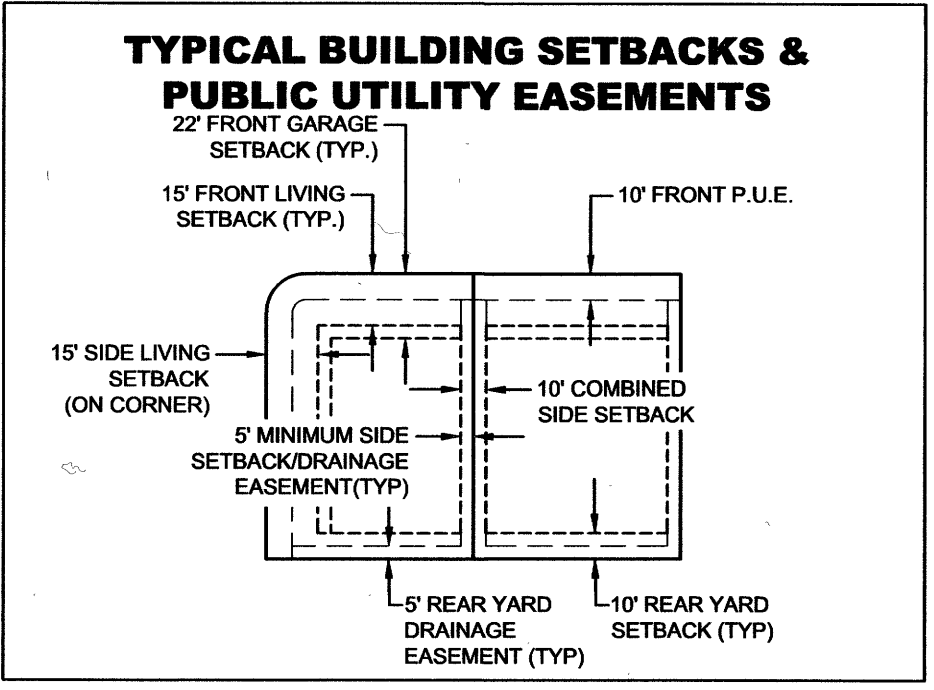 TYPICAL BUILDING SETBACKS &
PUBLIC UTILITY EASEMENTS
22' FRONT GARAGE
SETBACK (TYP.)
15' FRONT LIVING
SETBACK (TYP.)
10' FRONT P.U.E.
15' SIDE LIVING
SETBACK
(ON CORNER)
10' COMBINED
SIDE SETBACK
5' MINIMUM SIDE
SETBACK/DRAINAGE
EASEMENT(TYP)
5' REAR YARD
DRAINAGE
EASEMENT (TYP)
10' REAR YARD
SETBACK (TYP)